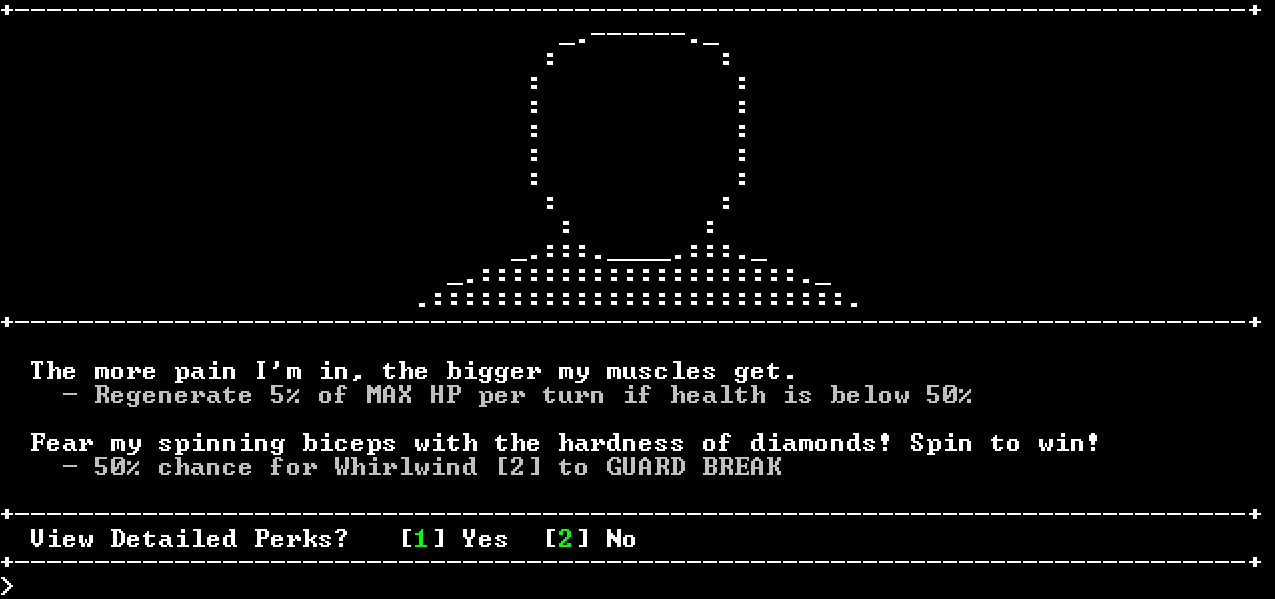 The more pain I'm in, the bigger my muscles get.
- Regenerate 5% of MAX HP per turn if health is below 50%
Fear my spinning biceps with the hardness of diamonds! Spin to win!
- 50% chance for Whirlwind [2] to GUARD BREAK
View Detailed Perks? [1] Yes [2] No
>